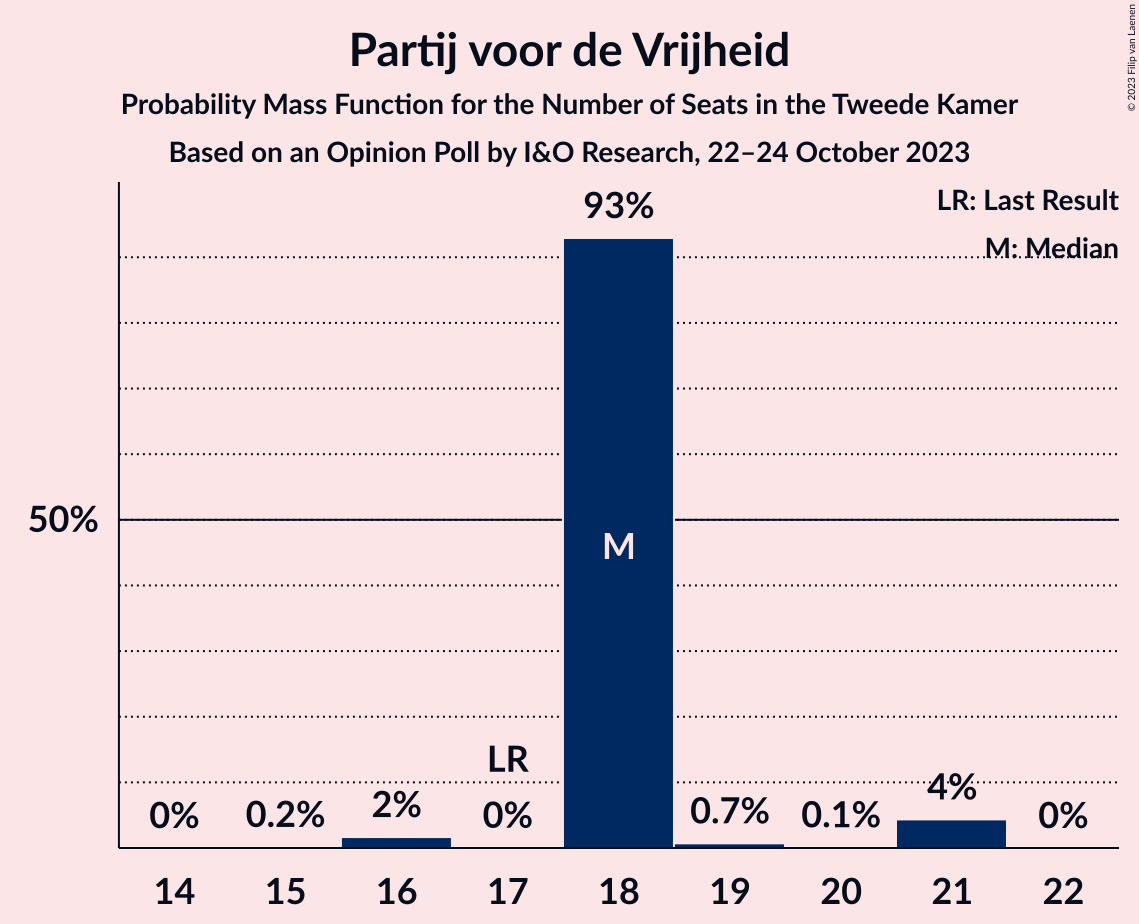 Partij voor de Vrijheid
Probability Mass Function for the Number of Seats in the Tweede Kamer
Based on an Opinion Poll by I&O Research, 22–24 October 2023
© 2023 Filip van Laenen
LR: Last Result
M: Median
93%
50%
M
LR
0%
0.2%
2%
0%
0.7%
0.1%
4%
0%
14 15 16 17 18 19 20 21 22